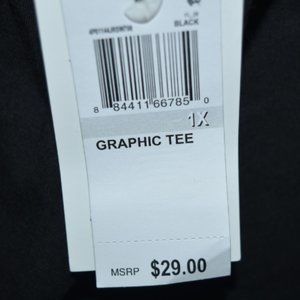 BLACK
8 84411 66785 0
1X
GRAPHIC TEE
MSRP $29.00